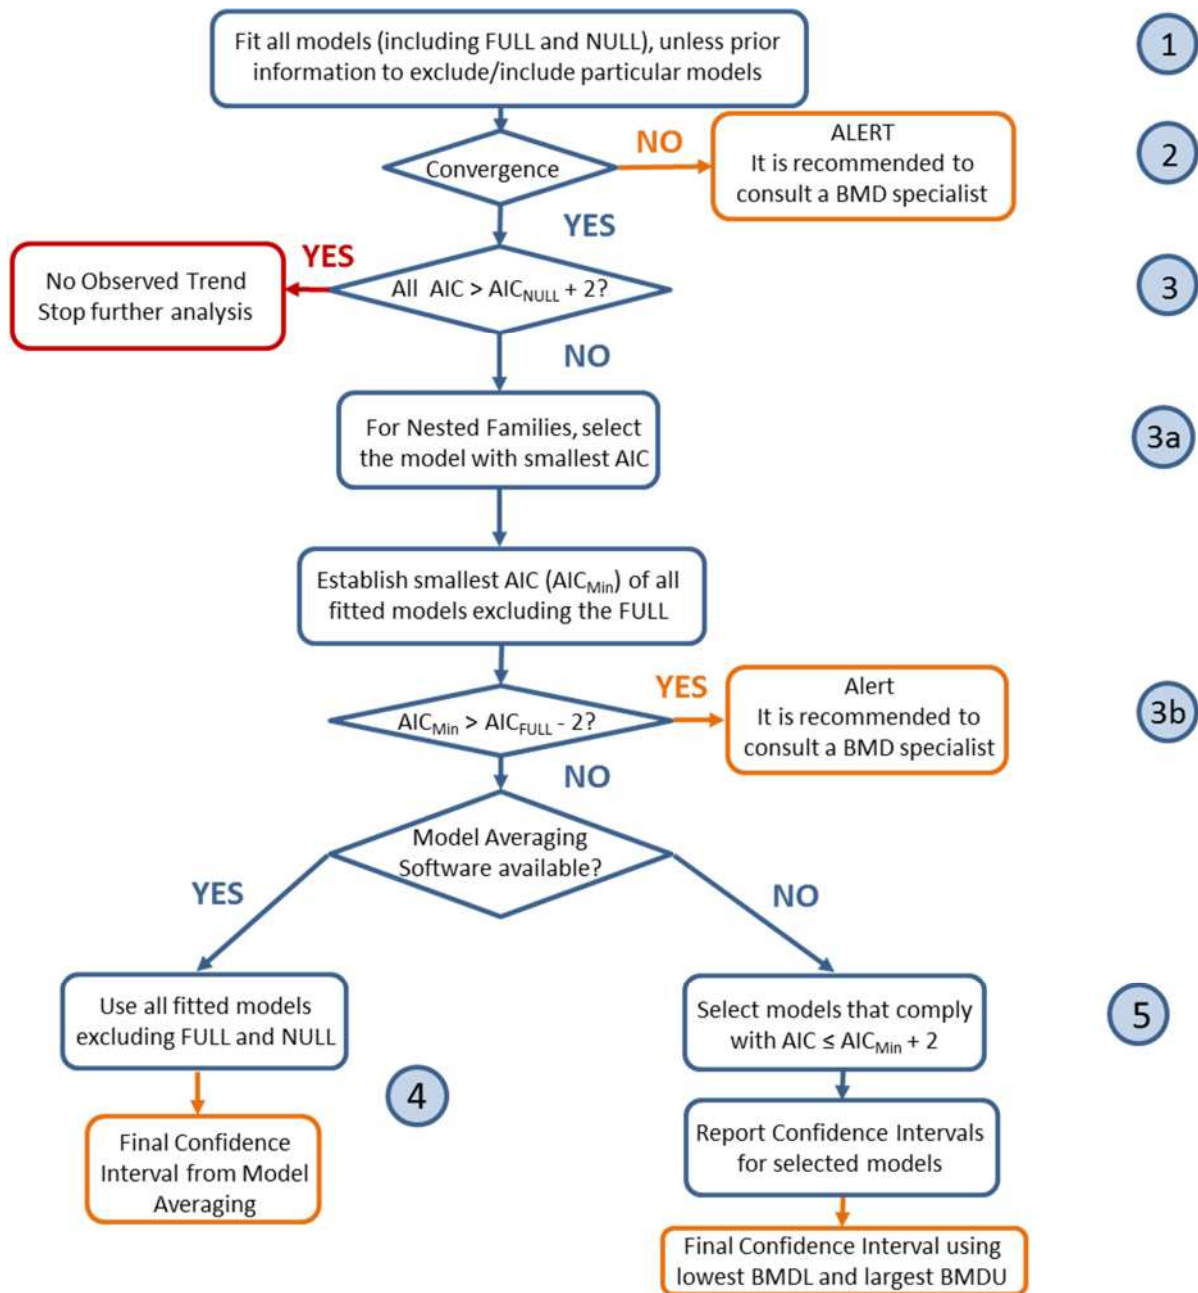 Fit all models (including FULL and NULL), unless prior
information to exclude/include particular models
1
Convergence
NO
ALERT
It is recommended to
consult a BMD specialist
2
YES
All AIC > AIC_NULL + 2?
YES
No Observed Trend
Stop further analysis
3
NO
For Nested Families, select
the model with smallest AIC
3a
Establish smallest AIC (AIC_Min) of all
fitted models excluding the FULL
AIC_Min > AIC_FULL - 2?
YES
Alert
It is recommended to
consult a BMD specialist
3b
NO
Model Averaging
Software available?
YES
NO
Use all fitted models
excluding FULL and NULL
4
Final Confidence
Interval from Model
Averaging
Select models that comply
with AIC ≤ AIC_Min + 2
5
Report Confidence Intervals
for selected models
Final Confidence Interval using
lowest BMDL and largest BMDU